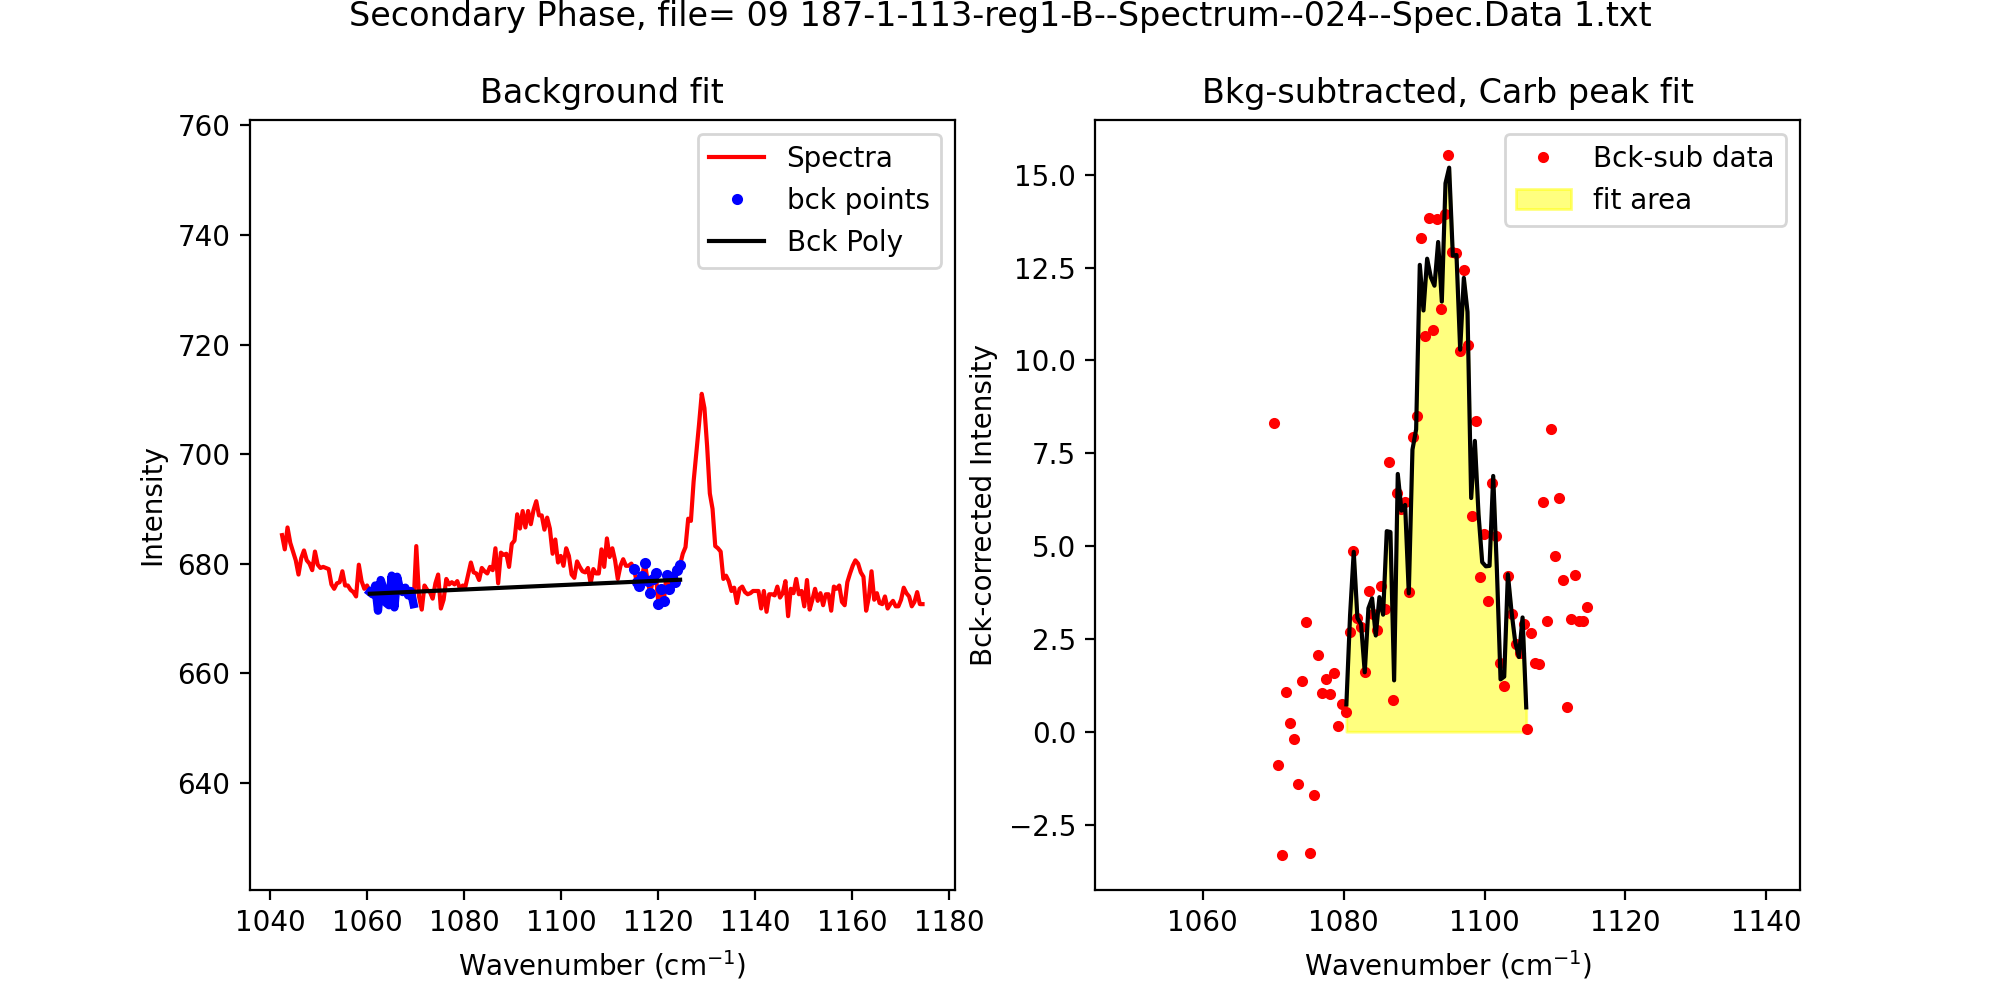 Secondary Phase, file= 09 187-1-113-reg1-B--Spectrum--024--Spec.Data 1.txt
Background fit
760
740
720
700
680
660
640
Intensity
Spectra
bck points
Bck Poly
1040 1060 1080 1100 1120 1140 1160 1180
Wavenumber (cm⁻¹)
Bkg-subtracted, Carb peak fit
15.0
12.5
10.0
7.5
5.0
2.5
0.0
−2.5
Bck-corrected Intensity
Bck-sub data
fit area
1060 1080 1100 1120 1140
Wavenumber (cm⁻¹)